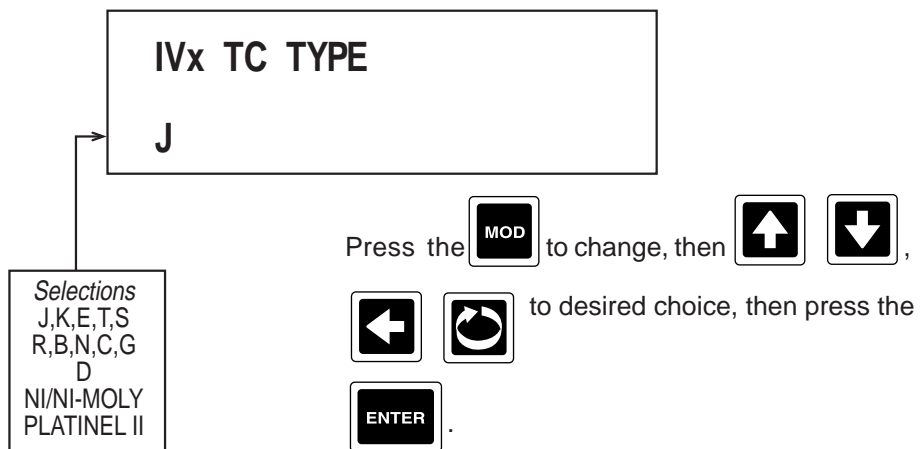 IVx TC TYPE
J
Press the MOD to change, then ,
to desired choice, then press the
ENTER .
Selections
J,K,E,T,S
R,B,N,C,G
D
NI/NI-MOLY
PLATINEL II